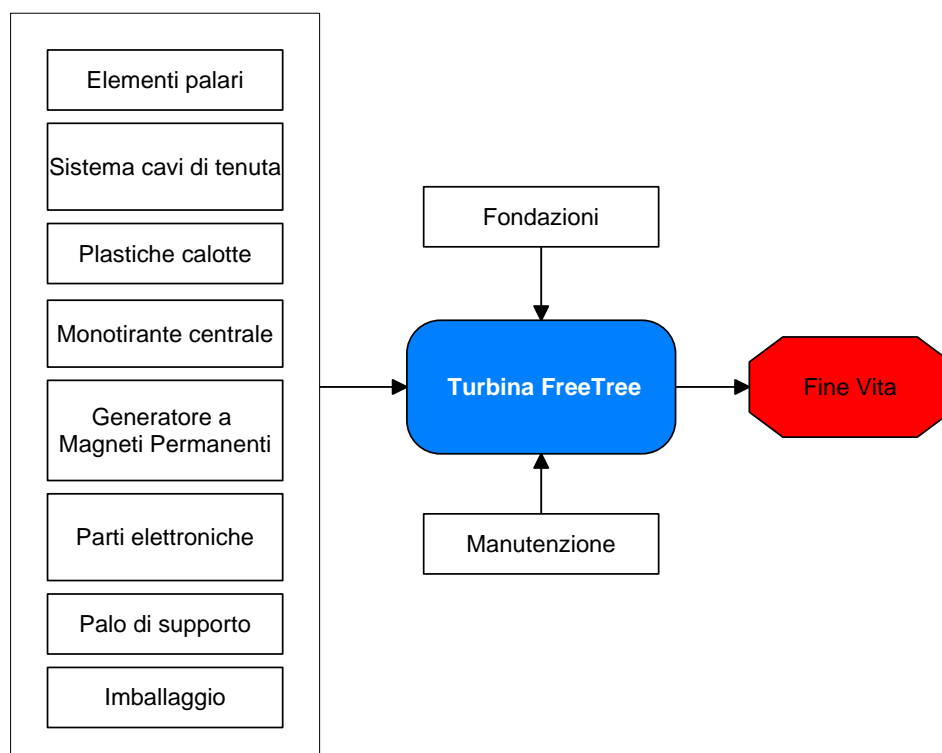 Elementi palari
Sistema cavi di tenuta
Plastiche calotte
Monotirante centrale
Generatore a
Magneti Permanenti
Parti elettroniche
Palo di supporto
Imballaggio
Fondazioni
Turbina FreeTree
Manutenzione
Fine Vita